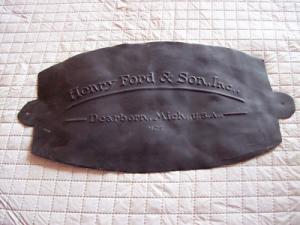 Henry Ford & Son, Inc.
Dearborn, Mich. U.S.A.